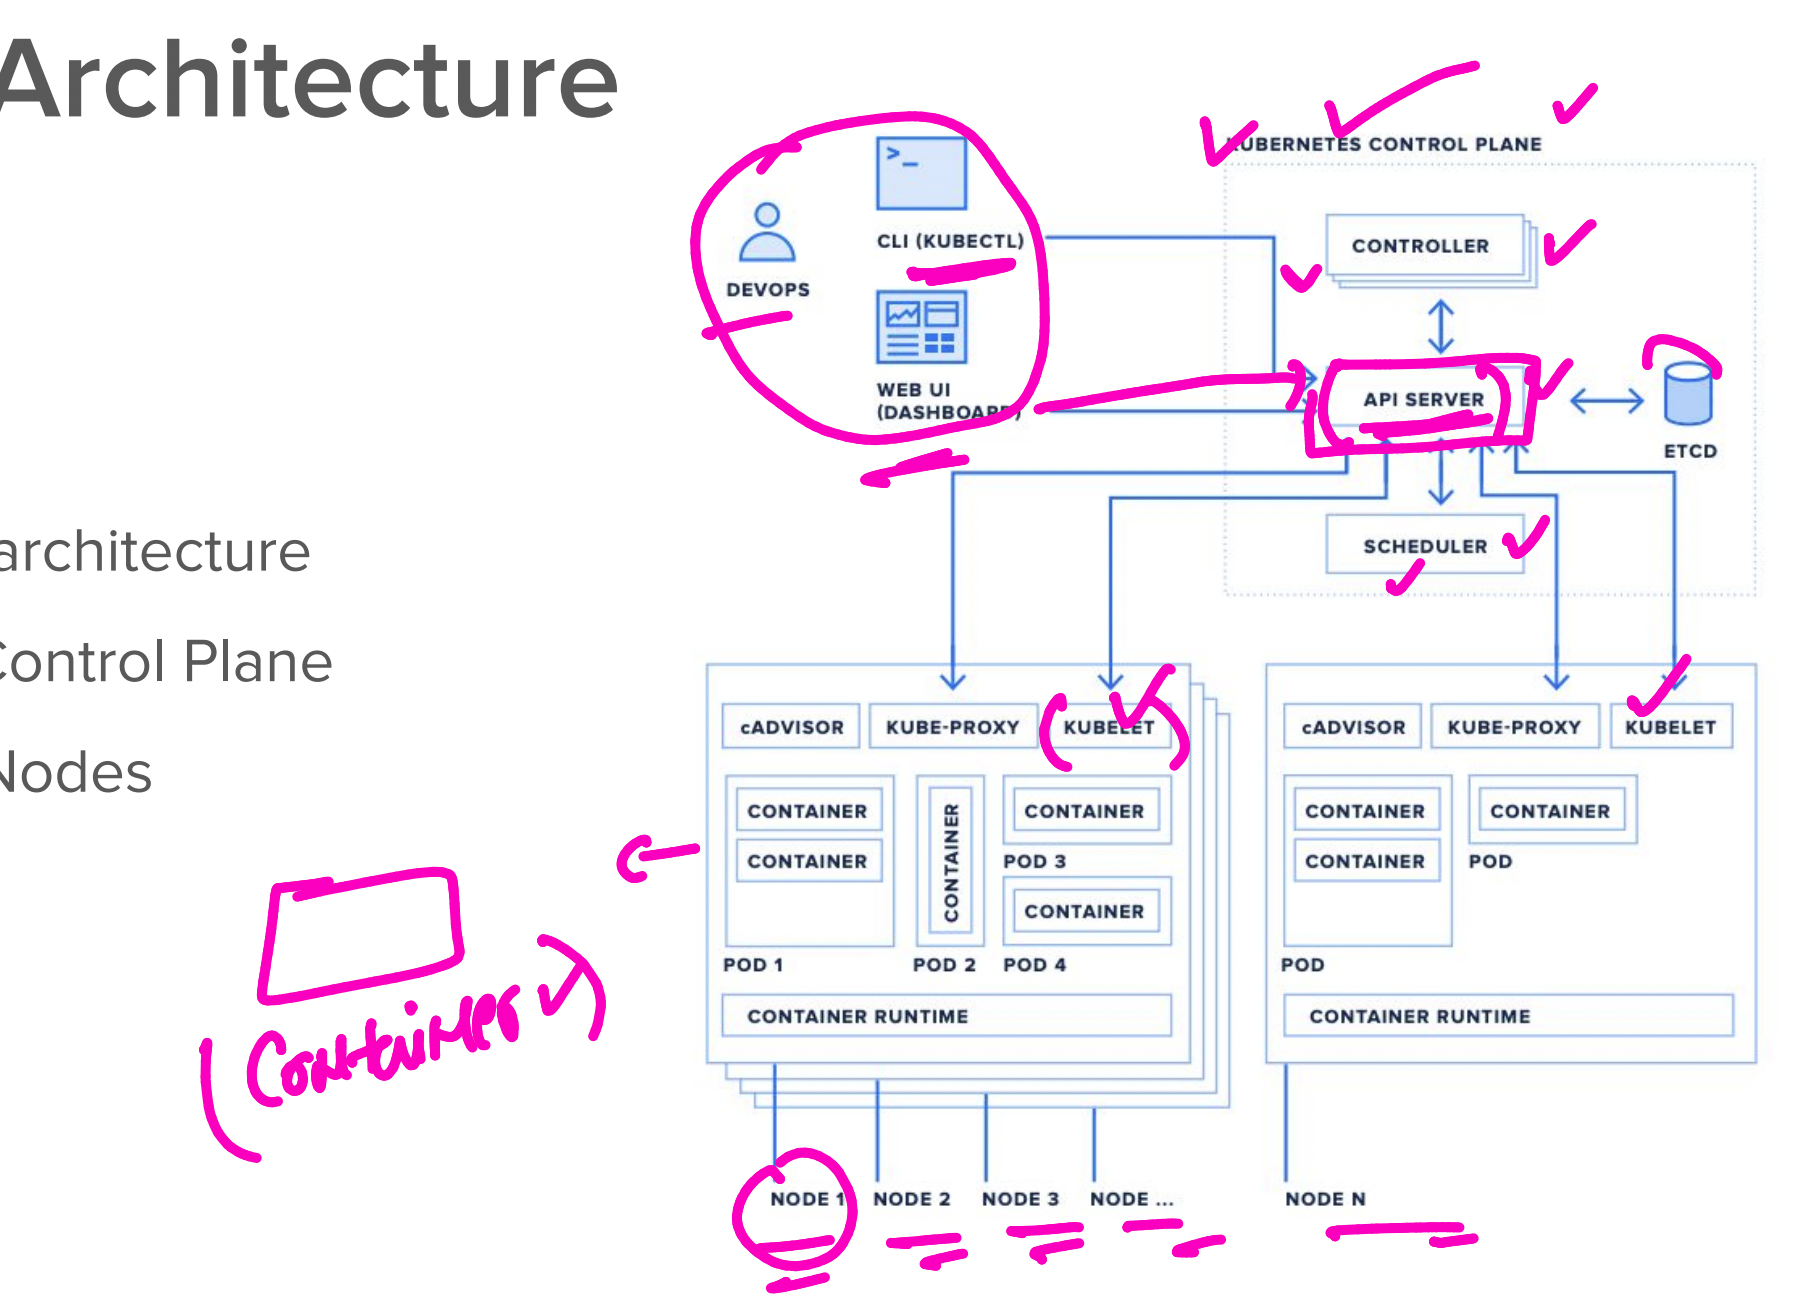 Architecture
architecture
Control Plane
Nodes
KUBERNETES CONTROL PLANE
>_
CLI (KUBECTL)
DEVOPS
WEB UI
(DASHBOARD)
CONTROLLER
API SERVER
ETCD
SCHEDULER
cADVISOR
KUBE-PROXY
KUBELET
CONTAINER
CONTAINER
POD 1
CONTAINER
POD 2
CONTAINER
POD 3
CONTAINER
POD 4
CONTAINER RUNTIME
cADVISOR
KUBE-PROXY
KUBELET
CONTAINER
CONTAINER
POD
CONTAINER
POD
CONTAINER RUNTIME
NODE 1
NODE 2
NODE 3
NODE ...
NODE N
(Containers)